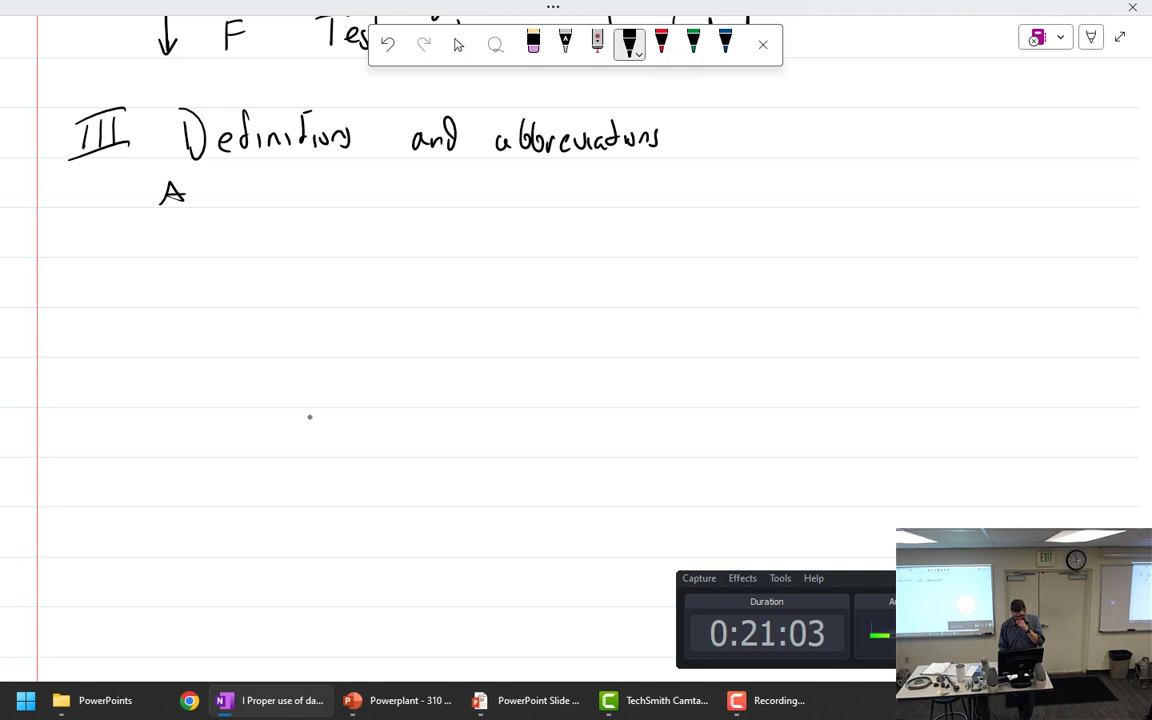 F
III Definitions and abbreviations
A
Capture Effects Tools Help
Duration
0:21:03
EXIT
PowerPoints
I Proper use of da...
Powerplant - 310 ...
PowerPoint Slide ...
TechSmith Camta...
Recording...